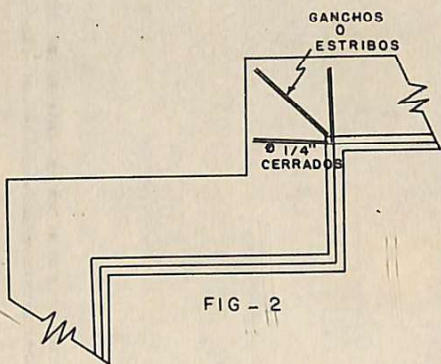 GANCHOS
O
ESTRIBOS
Ø 1/4"
CERRADOS
FIG - 2